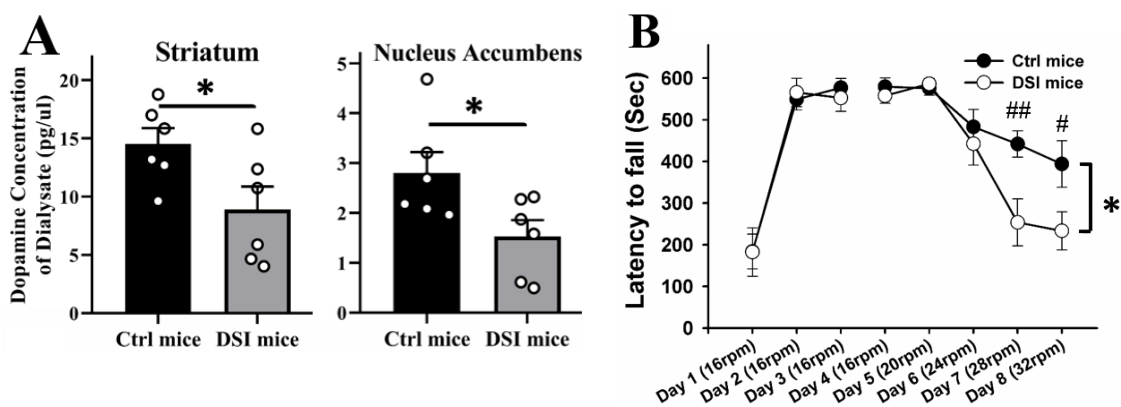 A
Striatum
Dopamine Concentration
of Dialysate (pg/ul)
20
15
10
5
0
*
Ctrl mice
DSI mice
Nucleus Accumbens
5
4
3
2
1
0
*
Ctrl mice
DSI mice
B
Ctrl mice
DSI mice
Latency to fall (Sec)
600
500
400
300
200
100
0
##
#
*
Day 1 (16rpm)
Day 2 (16rpm)
Day 3 (16rpm)
Day 4 (16rpm)
Day 5 (20rpm)
Day 6 (24rpm)
Day 7 (28rpm)
Day 8 (32rpm)